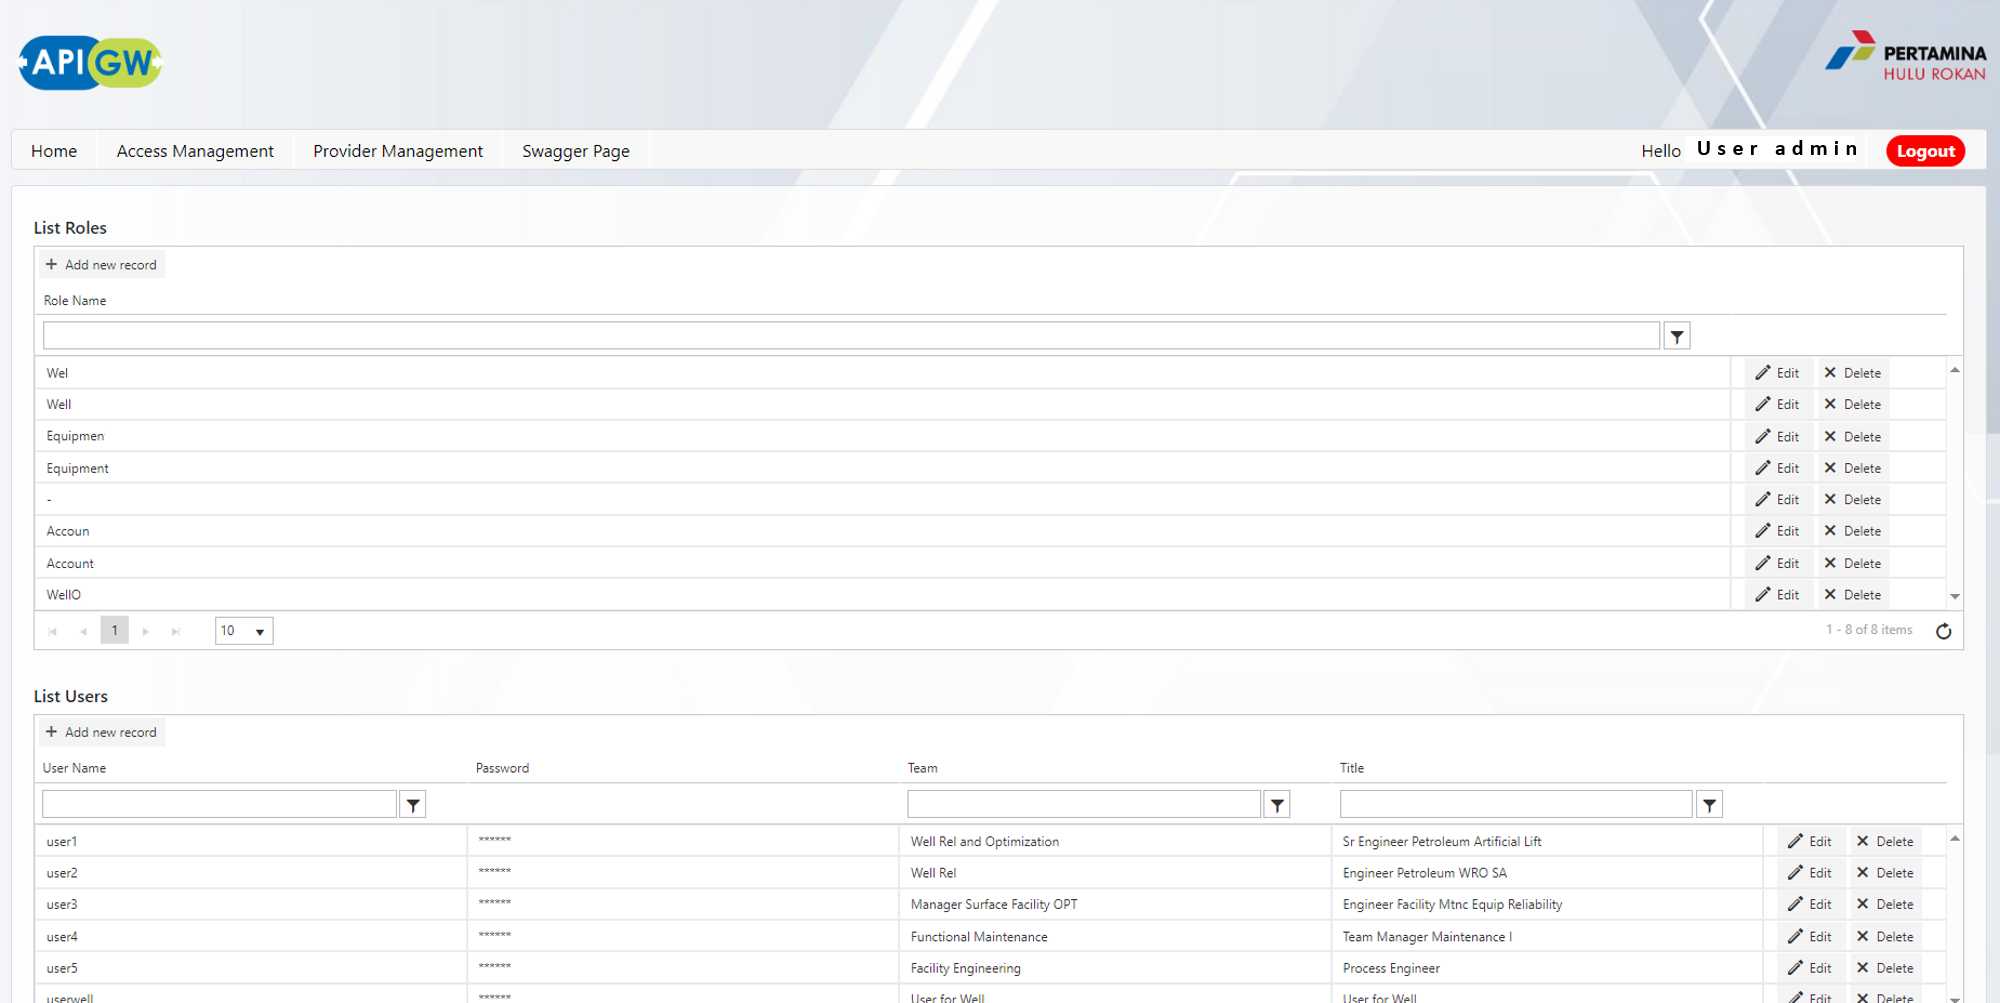 API GW
PERTAMINA
HULU ROKAN
Home Access Management Provider Management Swagger Page Hello User admin Logout
List Roles
+ Add new record
Role Name
Wel Edit Delete
Well Edit Delete
Equipmen Edit Delete
Equipment Edit Delete
- Edit Delete
Accoun Edit Delete
Account Edit Delete
WellO Edit Delete
1 10 1 - 8 of 8 items
List Users
+ Add new record
User Name Password Team Title
user1 ****** Well Rel and Optimization Sr Engineer Petroleum Artificial Lift Edit Delete
user2 ****** Well Rel Engineer Petroleum WRO SA Edit Delete
user3 ****** Manager Surface Facility OPT Engineer Facility Mtnc Equip Reliability Edit Delete
user4 ****** Functional Maintenance Team Manager Maintenance I Edit Delete
user5 ****** Facility Engineering Process Engineer Edit Delete
userwell ****** User for Well User for Well Edit Delete